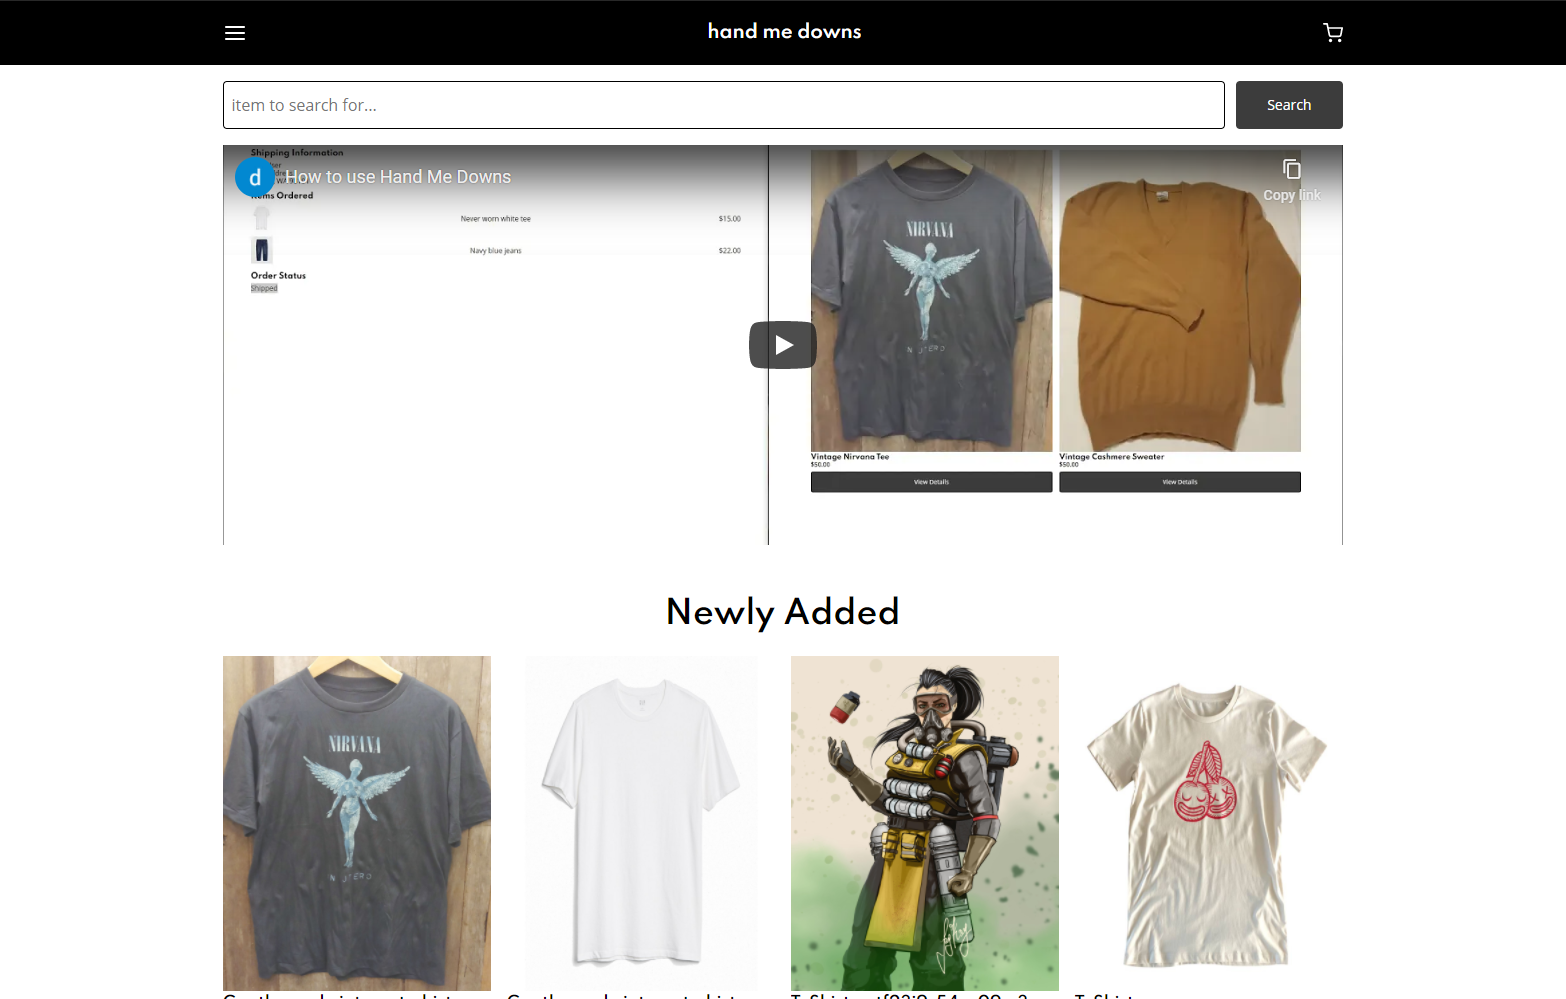 hand me downs
item to search for...
Search
Shipping Information
How to use Hand Me Downs
Copy link
Items Ordered
Never worn white tee $15.00
Navy blue jeans $22.00
Order Status
Shipped
NIRVANA
IN UTERO
Vintage Nirvana Tee
$50.00
View Details
Vintage Cashmere Sweater
$50.00
View Details
Newly Added
NIRVANA
IN UTERO